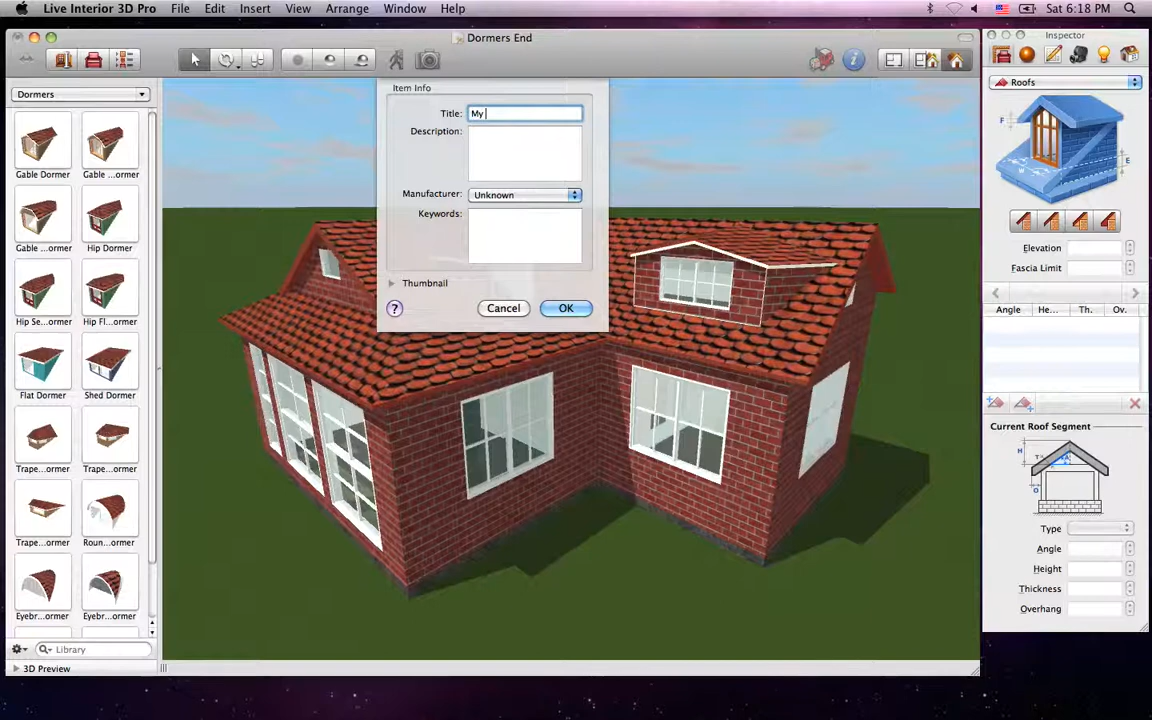 Live Interior 3D Pro File Edit Insert View Tools Arrange Window Help Sat 6:18 PM
Dormers End
Inspector
Dormers
Roofs
Gable Dormer Gable ...ormer
Gable ...ormer Hip Dormer
Hip Se...ormer Hip Fl...ormer
Flat Dormer Shed Dormer
Trape...ormer Trape...ormer
Trape...ormer Roun...ormer
Eyebr...ormer Eyebr...ormer
Library
3D Preview
Item Info
Title: My
Description:
Manufacturer: Unknown
Keywords:
Thumbnail
? Cancel OK
F
E
W
Elevation
Fascia Limit
Angle He... Th. Ov.
Current Roof Segment
H
T
A
O
Type
Angle
Height
Thickness
Overhang